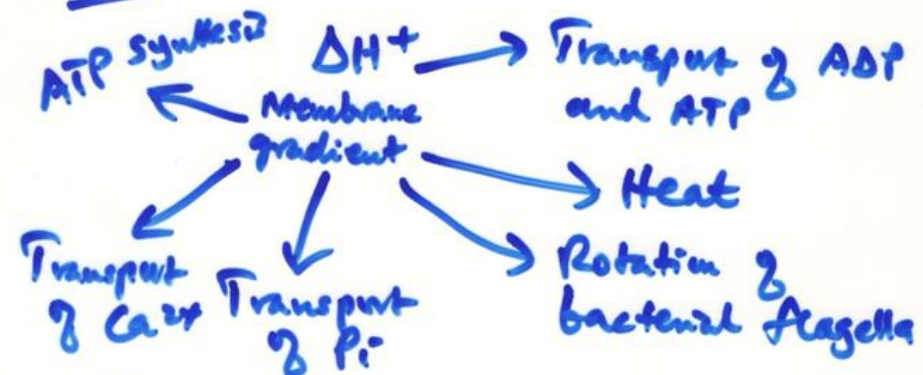 ATP synthesis
ΔH+
Membrane
gradient
Transport of ADP
and ATP
Heat
Rotation of
bacterial flagella
Transport
of Pi
Transport
of Ca2+